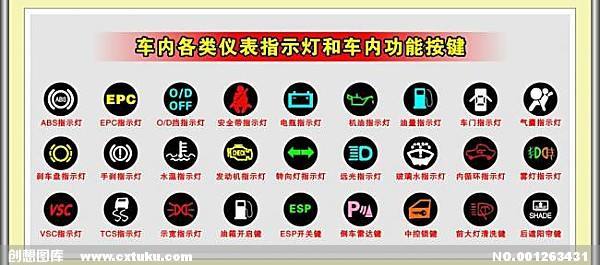 车内各类仪表指示灯和车内功能按键
ABS EPC O/D OFF
ABS指示灯 EPC指示灯 O/D挡指示灯 安全带指示灯 电瓶指示灯 机油指示灯 油量指示灯 车门指示灯 气囊指示灯
刹车盘指示灯 手刹指示灯 水温指示灯 发动机指示灯 转向灯指示灯 远光指示灯 玻璃水指示灯 内循环指示灯 雾灯指示灯
VSC ESP SHADE
VSC指示灯 TCS指示灯 示宽指示灯 油箱开启键 ESP开关键 倒车雷达键 中控锁键 前大灯清洗键 后遮阳帘键
创想图库 www.cxtuku.com NO.001263431